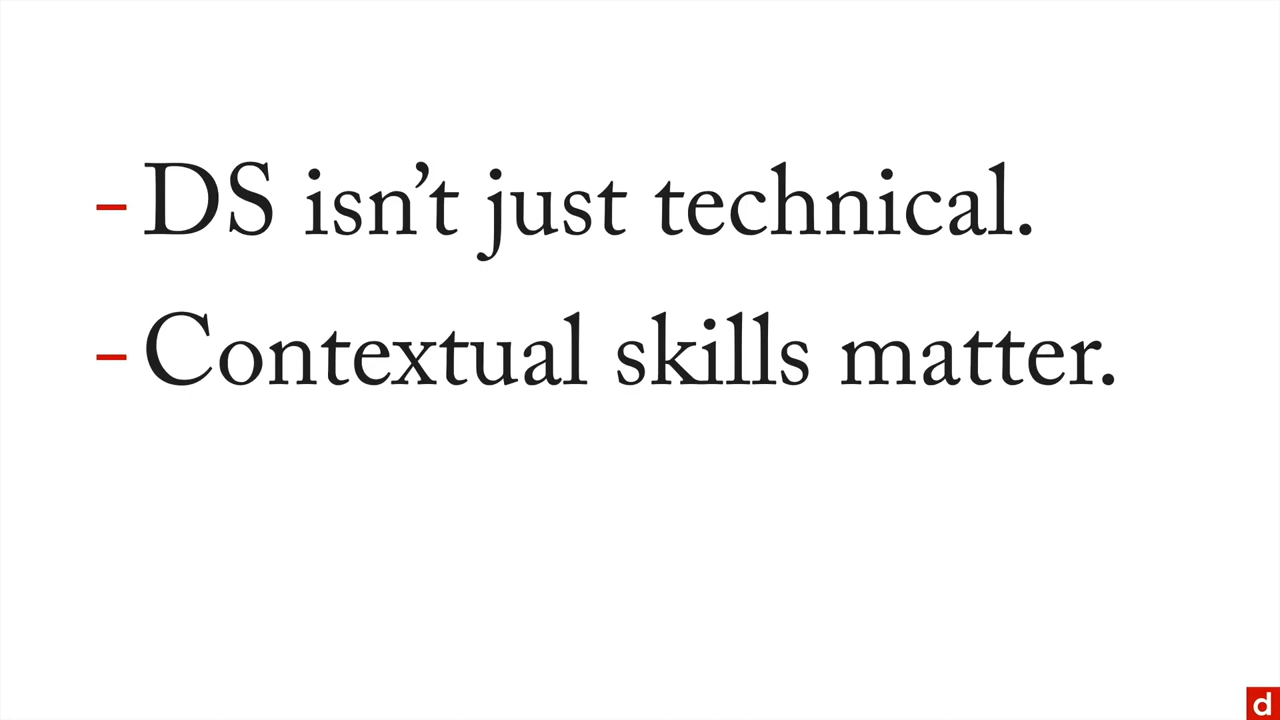 – DS isn’t just technical.
– Contextual skills matter.
d